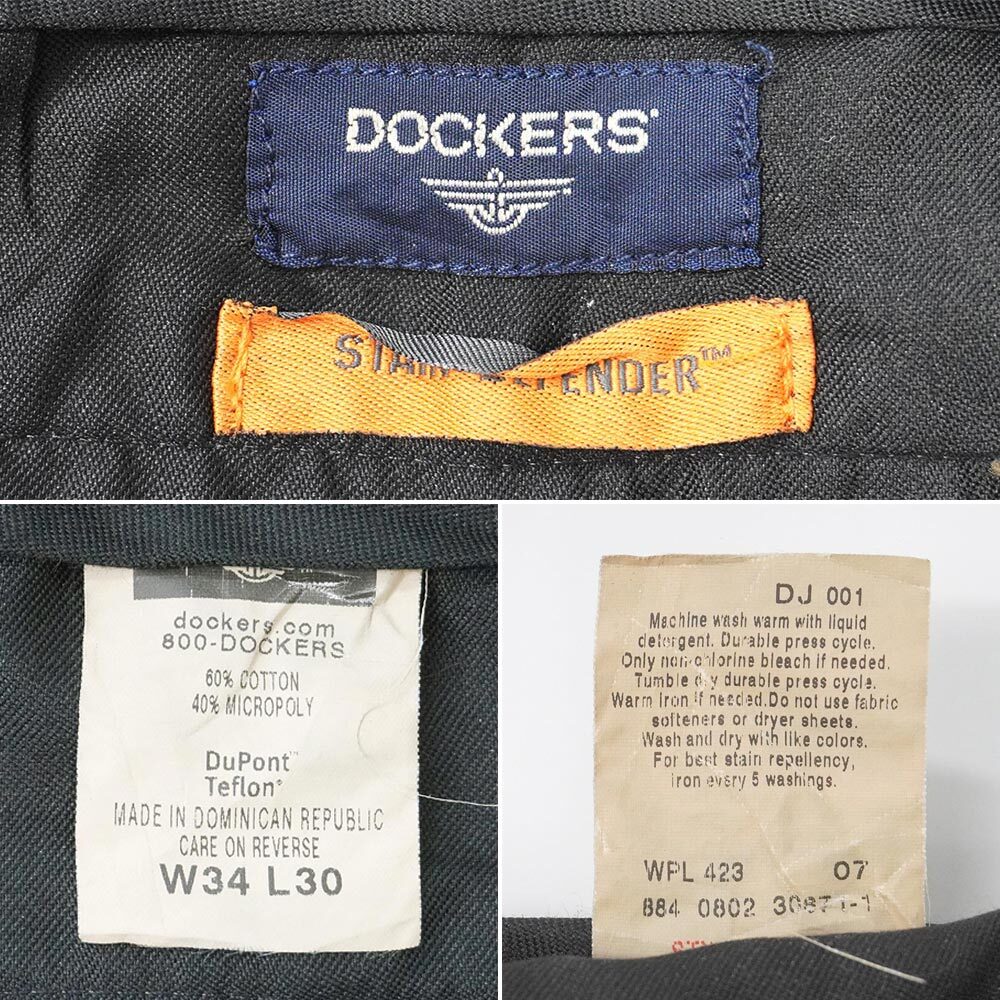 DOCKERS®
DEFENDER™
dockers.com
800-DOCKERS
60% COTTON
40% MICROPOLY
DuPont™
Teflon®
MADE IN DOMINICAN REPUBLIC
CARE ON REVERSE
W34 L30
DJ 001
Machine wash warm with liquid
detergent. Durable press cycle.
Only non-chlorine bleach if needed.
Tumble dry durable press cycle.
Warm iron if needed.Do not use fabric
softeners or dryer sheets.
Wash and dry with like colors.
For best stain repellency,
iron every 5 washings.
WPL 423 07
884 0802